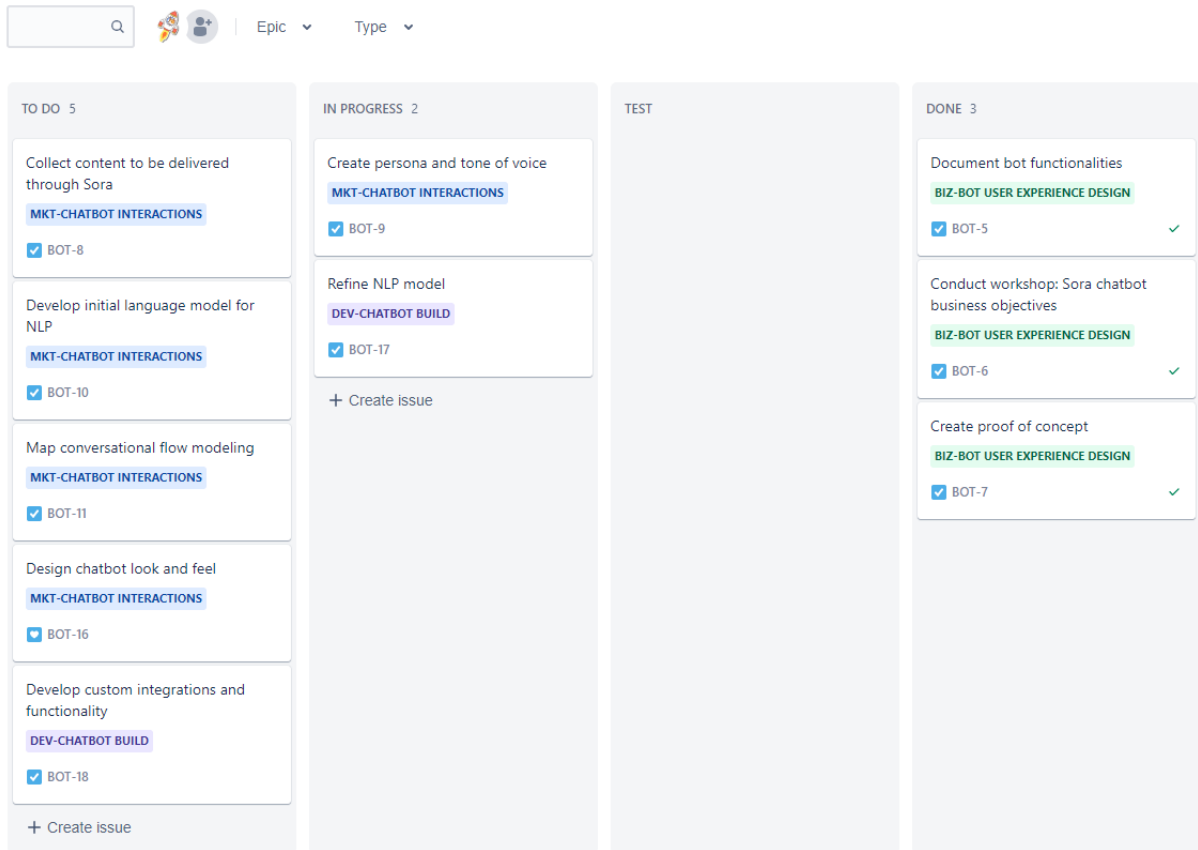 Epic
Type
TO DO 5
Collect content to be delivered
through Sora
MKT-CHATBOT INTERACTIONS
BOT-8
Develop initial language model for
NLP
MKT-CHATBOT INTERACTIONS
BOT-10
Map conversational flow modeling
MKT-CHATBOT INTERACTIONS
BOT-11
Design chatbot look and feel
MKT-CHATBOT INTERACTIONS
BOT-16
Develop custom integrations and
functionality
DEV-CHATBOT BUILD
BOT-18
+ Create issue
IN PROGRESS 2
Create persona and tone of voice
MKT-CHATBOT INTERACTIONS
BOT-9
Refine NLP model
DEV-CHATBOT BUILD
BOT-17
+ Create issue
TEST
DONE 3
Document bot functionalities
BIZ-BOT USER EXPERIENCE DESIGN
BOT-5
Conduct workshop: Sora chatbot
business objectives
BIZ-BOT USER EXPERIENCE DESIGN
BOT-6
Create proof of concept
BIZ-BOT USER EXPERIENCE DESIGN
BOT-7